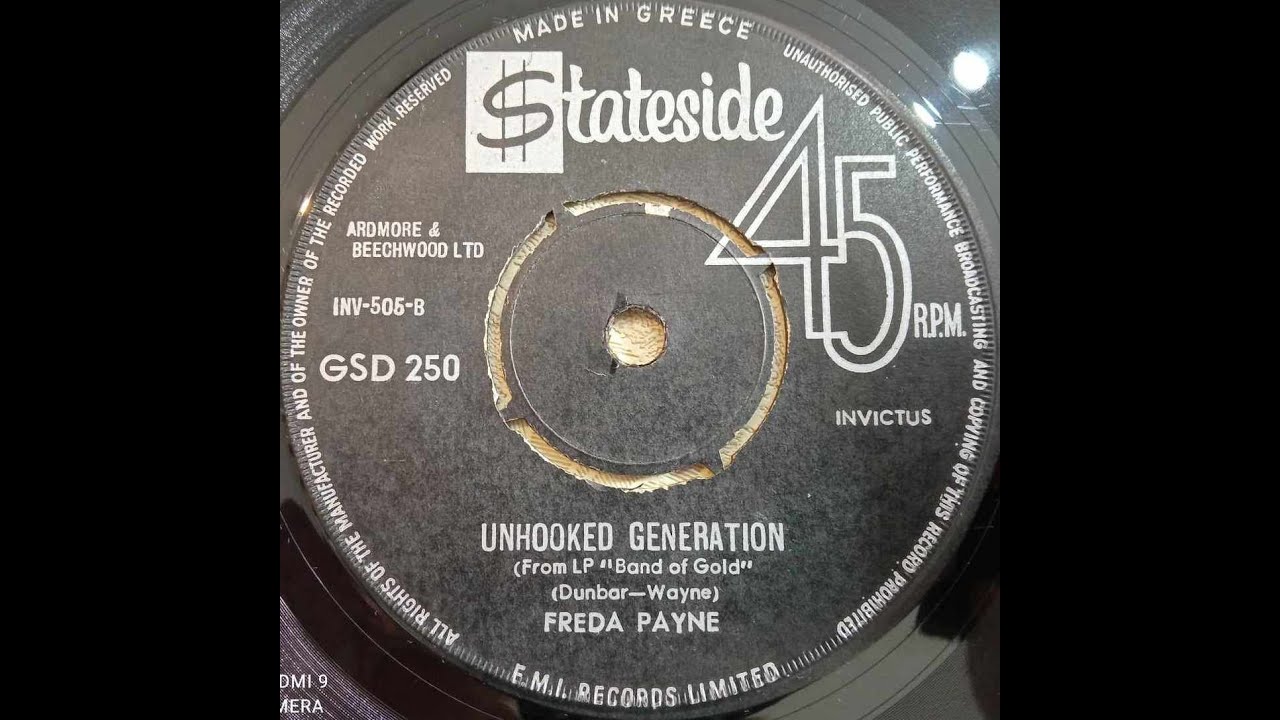 MADE IN GREECE
$tateside
45
R.P.M.
UNAUTHORISED PUBLIC PERFORMANCE BROADCASTING AND COPYING OF THIS RECORD PROHIBITED
ALL RIGHTS OF THE MANUFACTURER AND OF THE OWNER OF THE RECORDED WORK RESERVED
ARDMORE &
BEECHWOOD LTD
INV-505-B
GSD 250
INVICTUS
UNHOOKED GENERATION
(From LP "Band of Gold")
(Dunbar—Wayne)
FREDA PAYNE
E.M.I. RECORDS LIMITED
DMI 9
MERA